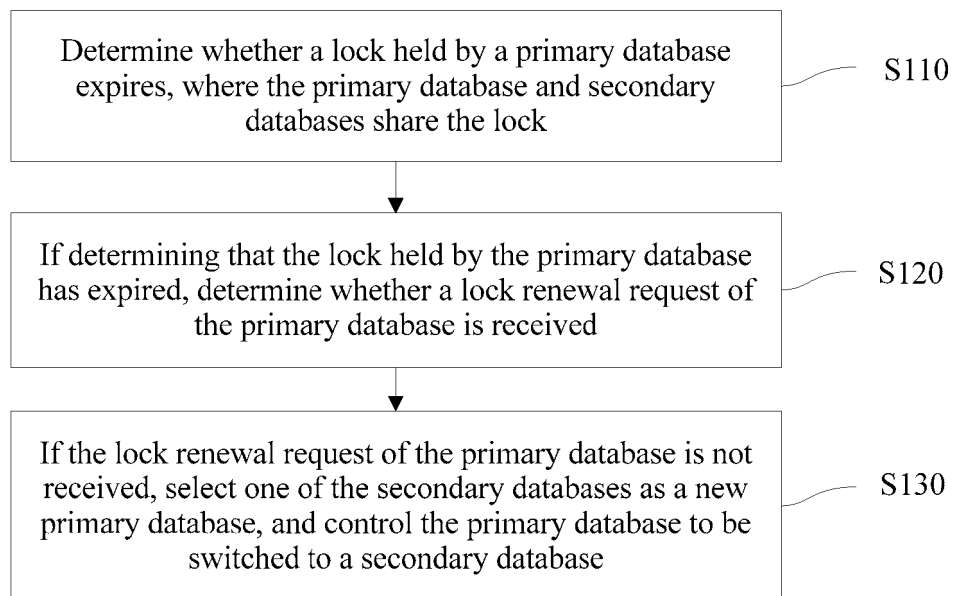 Determine whether a lock held by a primary database
expires, where the primary database and secondary
databases share the lock
S110
If determining that the lock held by the primary database
has expired, determine whether a lock renewal request of
the primary database is received
S120
If the lock renewal request of the primary database is not
received, select one of the secondary databases as a new
primary database, and control the primary database to be
switched to a secondary database
S130